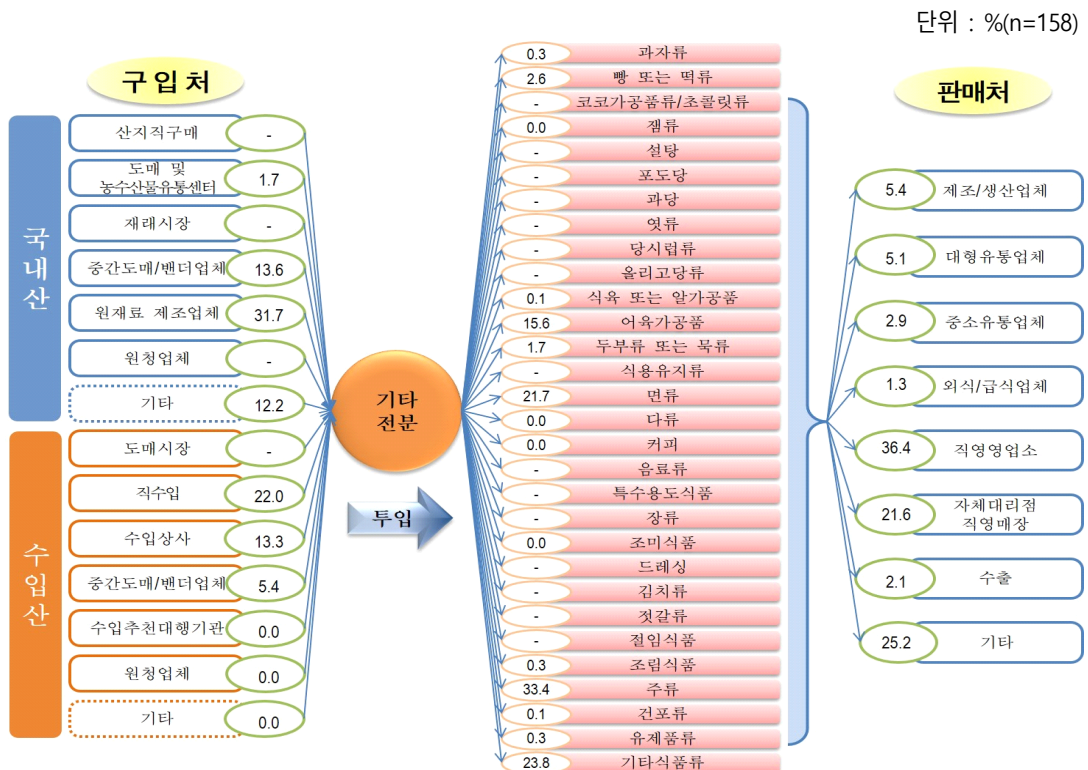 단위 : %(n=158)
구입처
국내산
산지직구매
-
도매 및
농수산물유통센터
1.7
재래시장
-
중간도매/밴더업체
13.6
원재료 제조업체
31.7
원청업체
-
기타
12.2
수입산
도매시장
-
직수입
22.0
수입상사
13.3
중간도매/밴더업체
5.4
수입추천대행기관
0.0
원청업체
0.0
기타
0.0
기타
전분
투입
0.3 과자류
2.6 빵 또는 떡류
- 코코가공품류/초콜릿류
0.0 잼류
- 설탕
- 포도당
- 과당
- 엿류
- 당시럽류
- 올리고당류
0.1 식육 또는 알가공품
15.6 어육가공품
1.7 두부류 또는 묵류
- 식용유지류
21.7 면류
0.0 다류
0.0 커피
- 음료류
- 특수용도식품
- 장류
0.0 조미식품
- 드레싱
- 김치류
- 젓갈류
- 절임식품
0.3 조림식품
33.4 주류
0.1 건포류
0.3 유제품류
23.8 기타식품류
판매처
5.4 제조/생산업체
5.1 대형유통업체
2.9 중소유통업체
1.3 외식/급식업체
36.4 직영영업소
21.6 자체대리점
직영매장
2.1 수출
25.2 기타